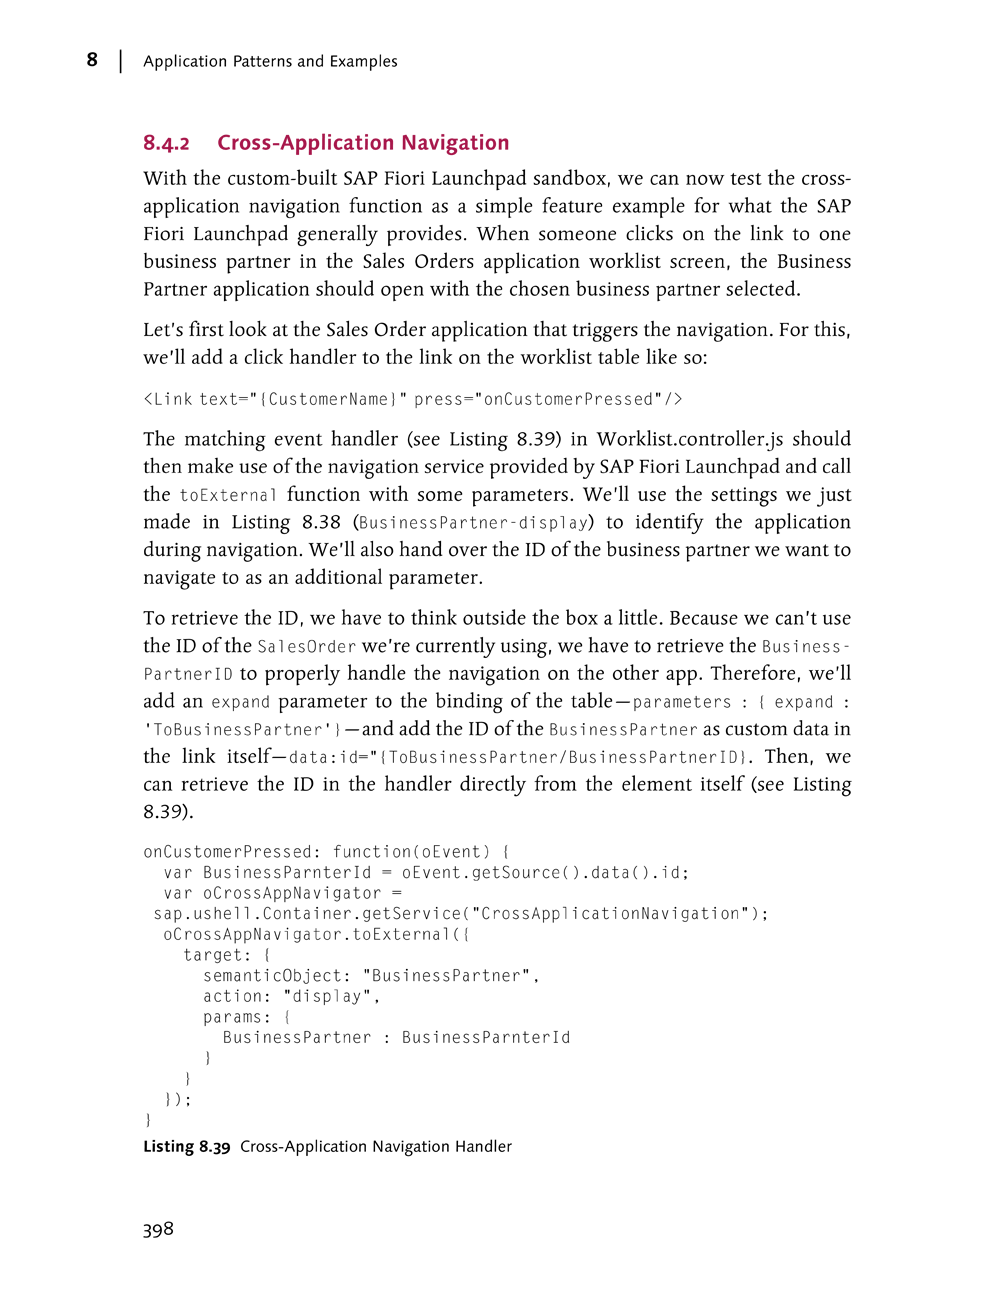 8 | Application Patterns and Examples
8.4.2 Cross-Application Navigation
With the custom-built SAP Fiori Launchpad sandbox, we can now test the cross-
application navigation function as a simple feature example for what the SAP
Fiori Launchpad generally provides. When someone clicks on the link to one
business partner in the Sales Orders application worklist screen, the Business
Partner application should open with the chosen business partner selected.
Let's first look at the Sales Order application that triggers the navigation. For this,
we'll add a click handler to the link on the worklist table like so:
<Link text="{CustomerName}" press="onCustomerPressed"/>
The matching event handler (see Listing 8.39) in Worklist.controller.js should
then make use of the navigation service provided by SAP Fiori Launchpad and call
the toExternal function with some parameters. We'll use the settings we just
made in Listing 8.38 (BusinessPartner-display) to identify the application
during navigation. We'll also hand over the ID of the business partner we want to
navigate to as an additional parameter.
To retrieve the ID, we have to think outside the box a little. Because we can't use
the ID of the SalesOrder we're currently using, we have to retrieve the Business-
PartnerID to properly handle the navigation on the other app. Therefore, we'll
add an expand parameter to the binding of the table—parameters : { expand :
'ToBusinessPartner'}—and add the ID of the BusinessPartner as custom data in
the link itself—data:id="{ToBusinessPartner/BusinessPartnerID}. Then, we
can retrieve the ID in the handler directly from the element itself (see Listing
8.39).
onCustomerPressed: function(oEvent) {
  var BusinessParnterId = oEvent.getSource().data().id;
  var oCrossAppNavigator =
 sap.ushell.Container.getService("CrossApplicationNavigation");
  oCrossAppNavigator.toExternal({
    target: {
      semanticObject: "BusinessPartner",
      action: "display",
      params: {
        BusinessPartner : BusinessParnterId
      }
    }
  });
}
Listing 8.39 Cross-Application Navigation Handler
398